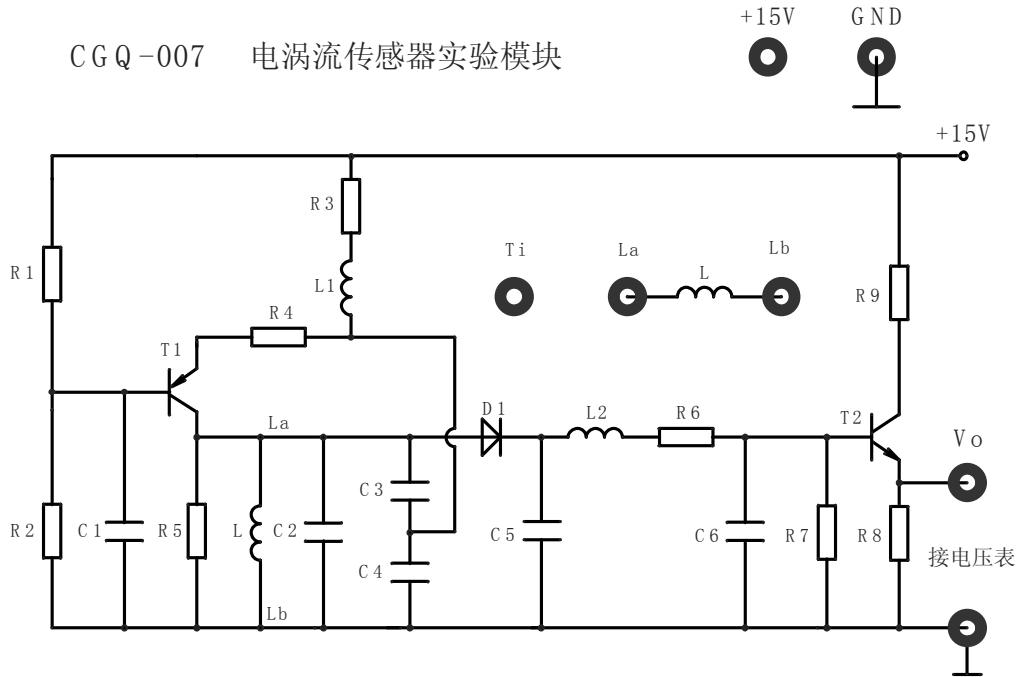 +15V GND
CGQ-007 电涡流传感器实验模块
+15V
R3
Ti La Lb
R1 L1 L R9
R4
T1
La D1 L2 R6 T2
Vo
C3
R2 C1 R5 L C2 C5 C6 R7 R8
C4 接电压表
Lb